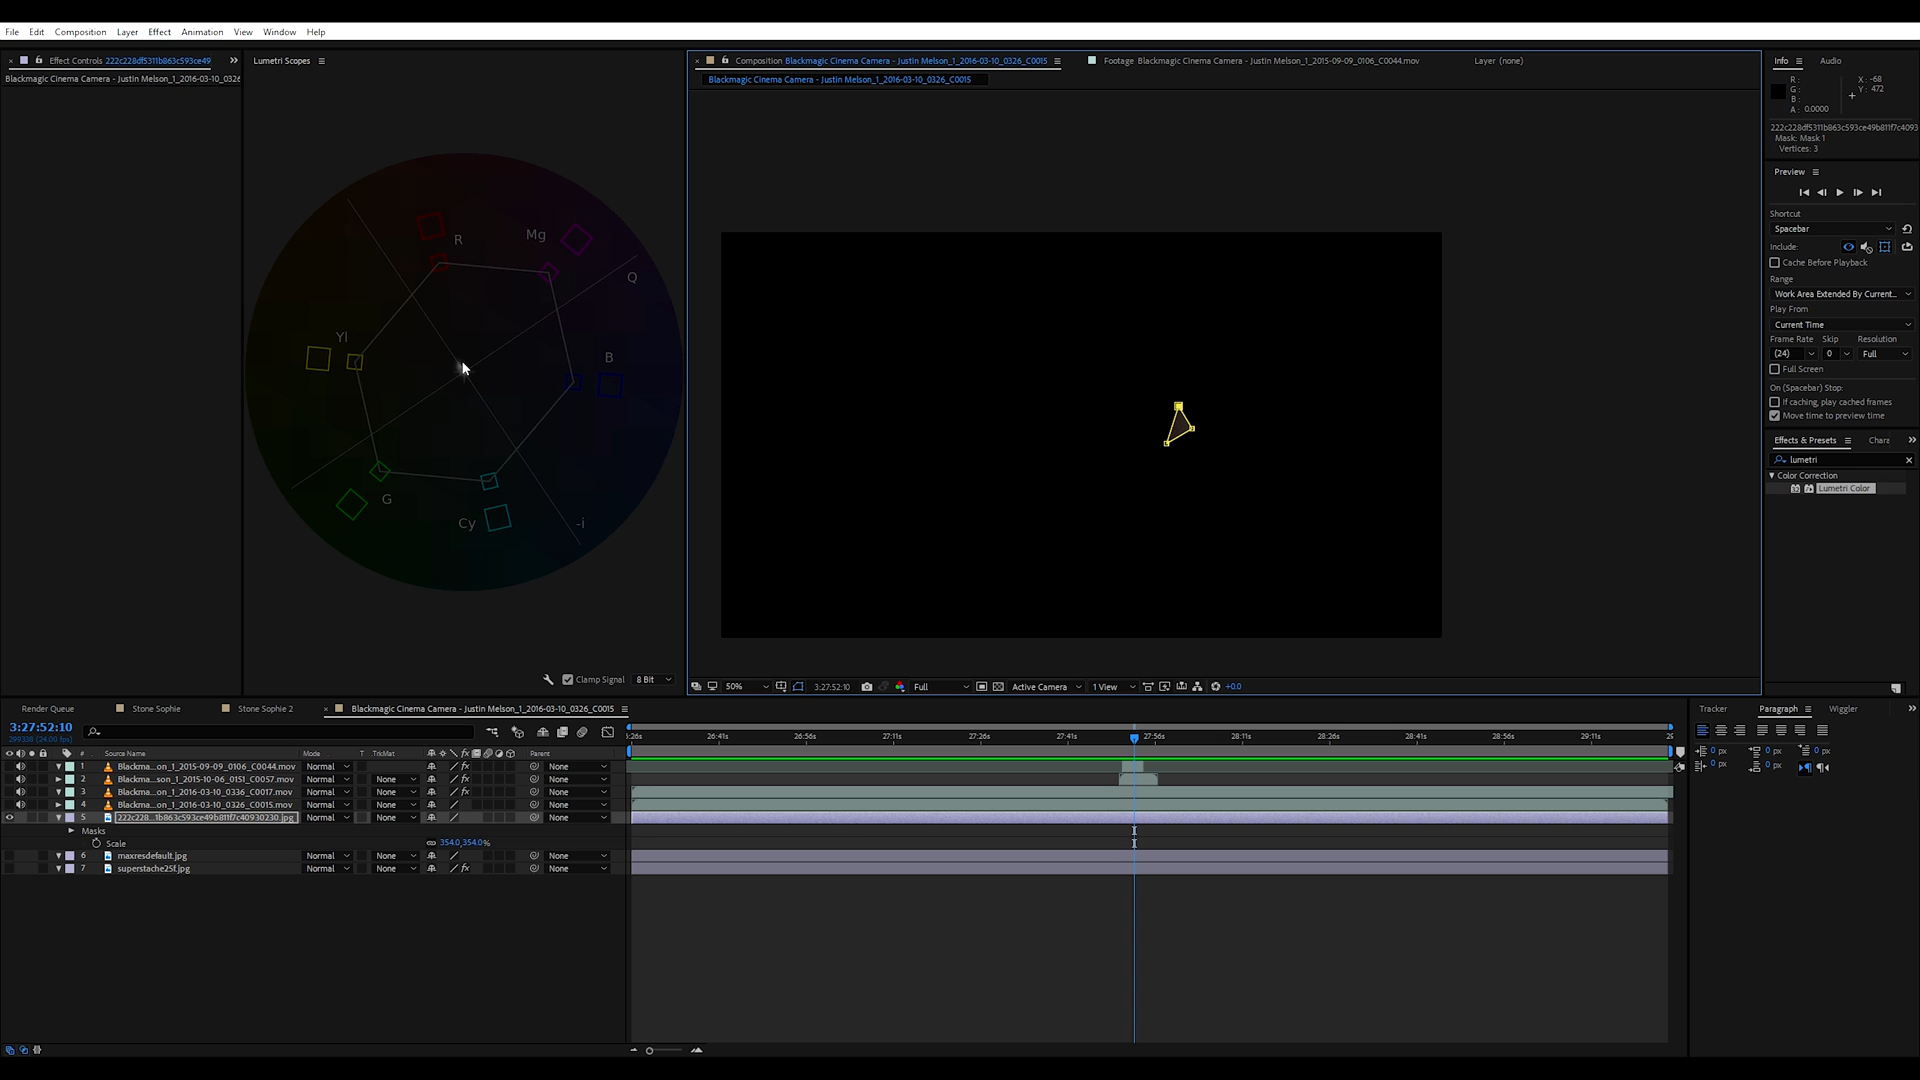 File Edit Composition Layer Effect Animation View Window Help
Effect Controls 222c228df5311b863c593ce49
Blackmagic Cinema Camera - Justin Melson_1_2016-03-10_0326
Lumetri Scopes
R
Mg
Q
Yl
B
G
Cy
-i
Clamp Signal 8 Bit
Composition Blackmagic Cinema Camera - Justin Melson_1_2016-03-10_0326_C0015
Footage Blackmagic Cinema Camera - Justin Melson_1_2015-09-09_0106_C0044.mov
Layer (none)
Blackmagic Cinema Camera - Justin Melson_1_2016-03-10_0326_C0015
50% 3:27:52:10 Full Active Camera 1 View +0.0
Info Audio
R: X: -68
G: Y: 472
B:
A: 0.0000
222c228df5311b863c593ce49b811f7c4093
Mask: Mask 1
Vertices: 3
Preview
Shortcut
Spacebar
Include:
Cache Before Playback
Range
Work Area Extended By Current...
Play From
Current Time
Frame Rate Skip Resolution
(24) 0 Full
Full Screen
On (Spacebar) Stop:
If caching, play cached frames
Move time to preview time
Effects & Presets Chara
lumetri
Color Correction
Lumetri Color
Render Queue Stone Sophie Stone Sophie 2 Blackmagic Cinema Camera - Justin Melson_1_2016-03-10_0326_C0015
3:27:52:10
299338 (24.00 fps)
# Source Name Mode T .TrkMat Parent
:26s 26:41s 26:56s 27:11s 27:26s 27:41s 27:56s 28:11s 28:26s 28:41s 28:56s 29:11s 29
1 Blackma...on_1_2015-09-09_0106_C0044.mov Normal None
2 Blackma...son_1_2015-10-06_0151_C0057.mov Normal None None
3 Blackma...on_1_2016-03-10_0336_C0017.mov Normal None None
4 Blackma...on_1_2016-03-10_0326_C0015.mov Normal None None
5 222c228...1b863c593ce49b811f7c40930230.jpg Normal None None
Masks
Scale 354.0,354.0%
6 maxresdefault.jpg Normal None None
7 superstache25f.jpg Normal None None
Tracker Paragraph Wiggler
0 px 0 px 0 px
0 px 0 px